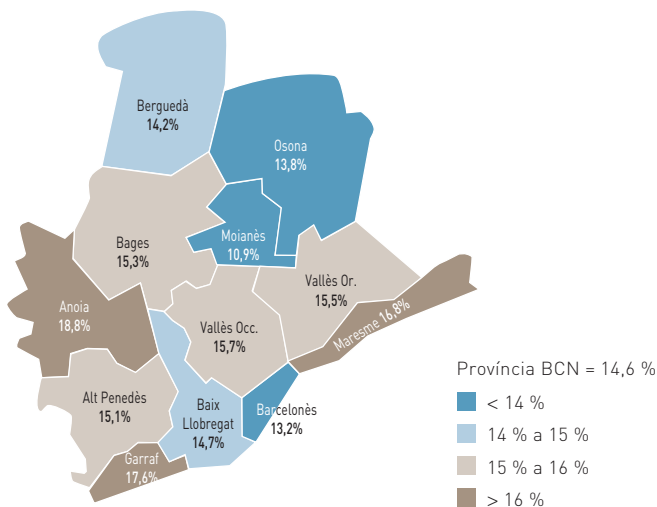 Berguedà
14,2%
Osona
13,8%
Moianès
10,9%
Bages
15,3%
Vallès Or.
15,5%
Anoia
18,8%
Maresme 16,8%
Vallès Occ.
15,7%
Alt Penedès
15,1%
Baix
Llobregat
14,7%
Barcelonès
13,2%
Garraf
17,6%
Província BCN = 14,6 %
< 14 %
14 % a 15 %
15 % a 16 %
> 16 %